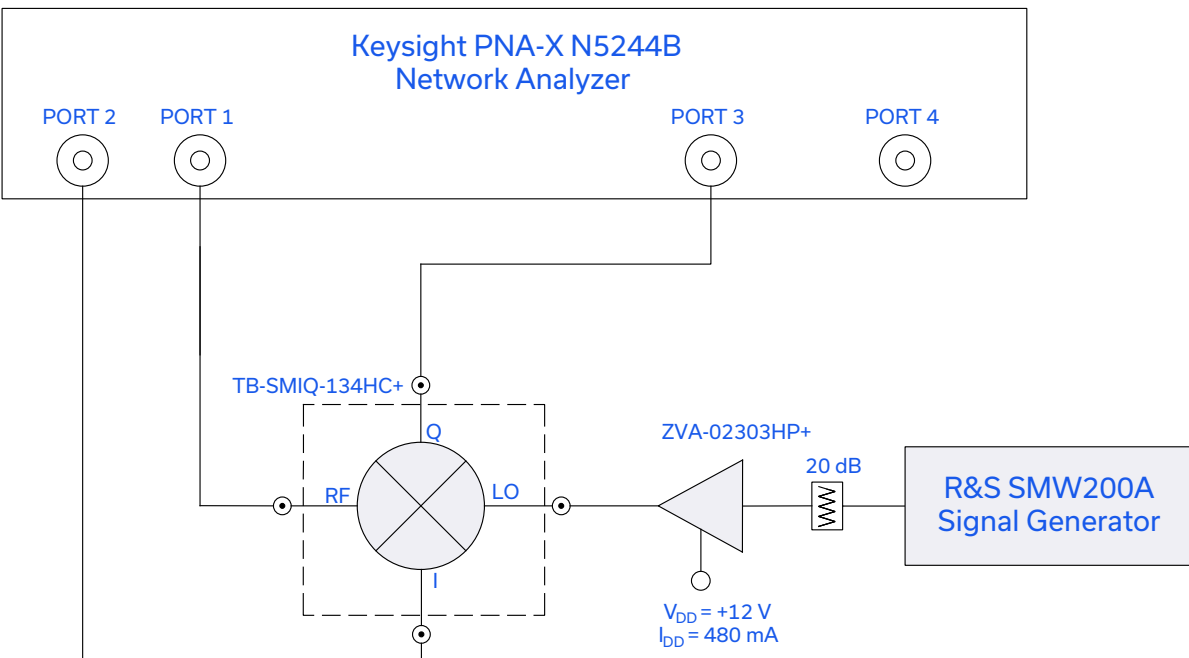 Keysight PNA-X N5244B
Network Analyzer
PORT 2
PORT 1
PORT 3
PORT 4
TB-SMIQ-134HC+
Q
ZVA-02303HP+
20 dB
RF
LO
R&S SMW200A
Signal Generator
I
VDD = +12 V
IDD = 480 mA